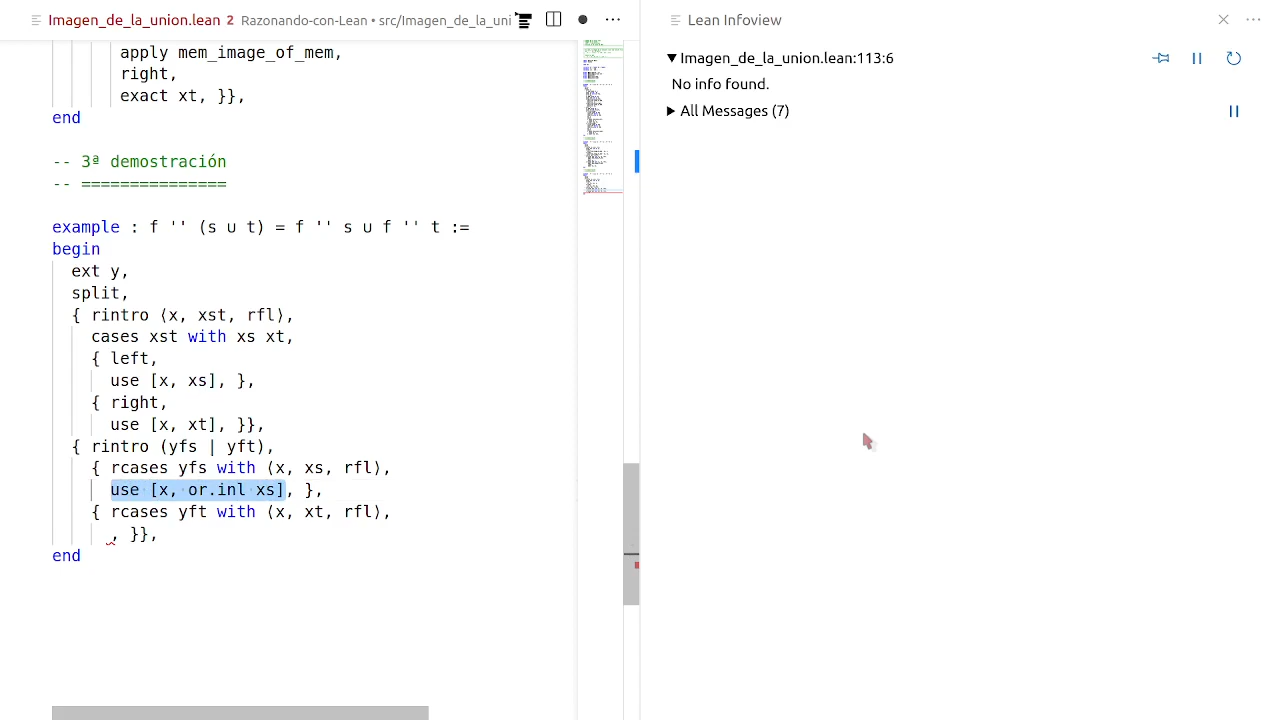 Imagen_de_la_union.lean 2 Razonando-con-Lean • src/Imagen_de_la_uni
Lean Infoview
apply mem_image_of_mem,
right,
exact xt, }},
end
-- 3ª demostración
-- ===============
example : f '' (s ∪ t) = f '' s ∪ f '' t :=
begin
ext y,
split,
{ rintro ⟨x, xst, rfl⟩,
cases xst with xs xt,
{ left,
use [x, xs], },
{ right,
use [x, xt], }},
{ rintro (yfs | yft),
{ rcases yfs with ⟨x, xs, rfl⟩,
use [x, or.inl xs], },
{ rcases yft with ⟨x, xt, rfl⟩,
, }},
end
Imagen_de_la_union.lean:113:6
No info found.
All Messages (7)